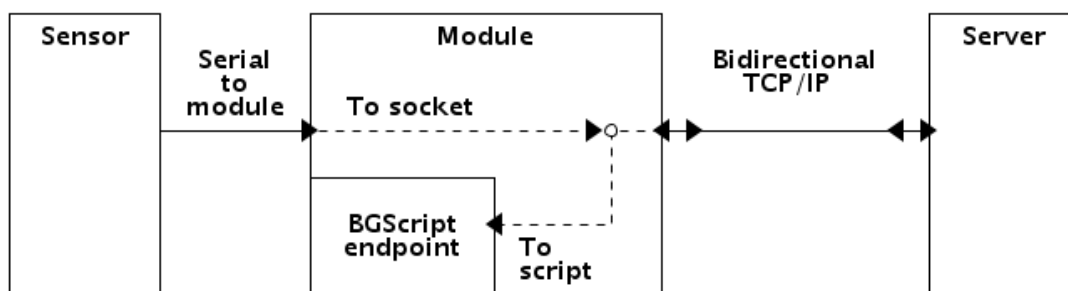 Sensor
Module
Server
Serial
to
module
Bidirectional
TCP/IP
To socket
BGScript
endpoint
To
script